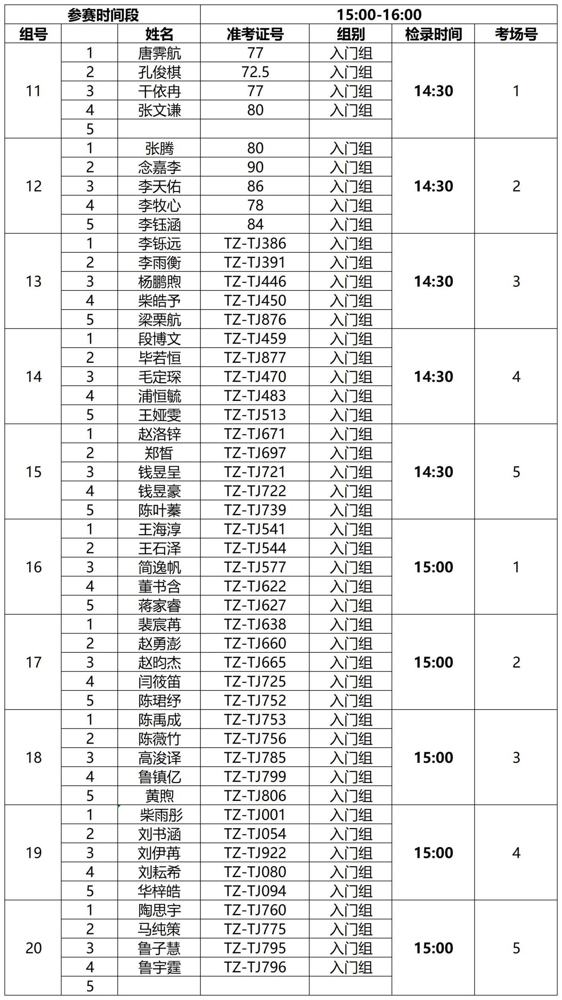 参赛时间段 15:00-16:00
组号 姓名 准考证号 组别 检录时间 考场号
11 1 唐霁航 77 入门组 14:30 1
2 孔俊棋 72.5 入门组
3 干依冉 77 入门组
4 张文谦 80 入门组
5
12 1 张腾 80 入门组 14:30 2
2 念嘉李 90 入门组
3 李天佑 86 入门组
4 李牧心 78 入门组
5 李钰涵 84 入门组
13 1 李铄远 TZ-TJ386 入门组 14:30 3
2 李雨衡 TZ-TJ391 入门组
3 杨鹏煦 TZ-TJ446 入门组
4 柴皓予 TZ-TJ450 入门组
5 梁栗航 TZ-TJ876 入门组
14 1 段博文 TZ-TJ459 入门组 14:30 4
2 毕若恒 TZ-TJ877 入门组
3 毛定琛 TZ-TJ470 入门组
4 浦恒毓 TZ-TJ483 入门组
5 王娅雯 TZ-TJ513 入门组
15 1 赵洛锌 TZ-TJ671 入门组 14:30 5
2 郑皙 TZ-TJ697 入门组
3 钱昱呈 TZ-TJ721 入门组
4 钱昱豪 TZ-TJ722 入门组
5 陈叶蓁 TZ-TJ739 入门组
16 1 王海淳 TZ-TJ541 入门组 15:00 1
2 王石泽 TZ-TJ544 入门组
3 简逸帆 TZ-TJ577 入门组
4 董书含 TZ-TJ622 入门组
5 蒋家睿 TZ-TJ627 入门组
17 1 裴宸苒 TZ-TJ638 入门组 15:00 2
2 赵勇澎 TZ-TJ660 入门组
3 赵昀杰 TZ-TJ665 入门组
4 闫筱笛 TZ-TJ725 入门组
5 陈珺纾 TZ-TJ752 入门组
18 1 陈禹成 TZ-TJ753 入门组 15:00 3
2 陈薇竹 TZ-TJ756 入门组
3 高浚译 TZ-TJ785 入门组
4 鲁镇亿 TZ-TJ799 入门组
5 黄煦 TZ-TJ806 入门组
19 1 柴雨彤 TZ-TJ001 入门组 15:00 4
2 刘书涵 TZ-TJ054 入门组
3 刘伊苒 TZ-TJ922 入门组
4 刘耘希 TZ-TJ080 入门组
5 华梓皓 TZ-TJ094 入门组
20 1 陶思宇 TZ-TJ760 入门组 15:00 5
2 马纯策 TZ-TJ775 入门组
3 鲁子慧 TZ-TJ795 入门组
4 鲁宇霆 TZ-TJ796 入门组
5